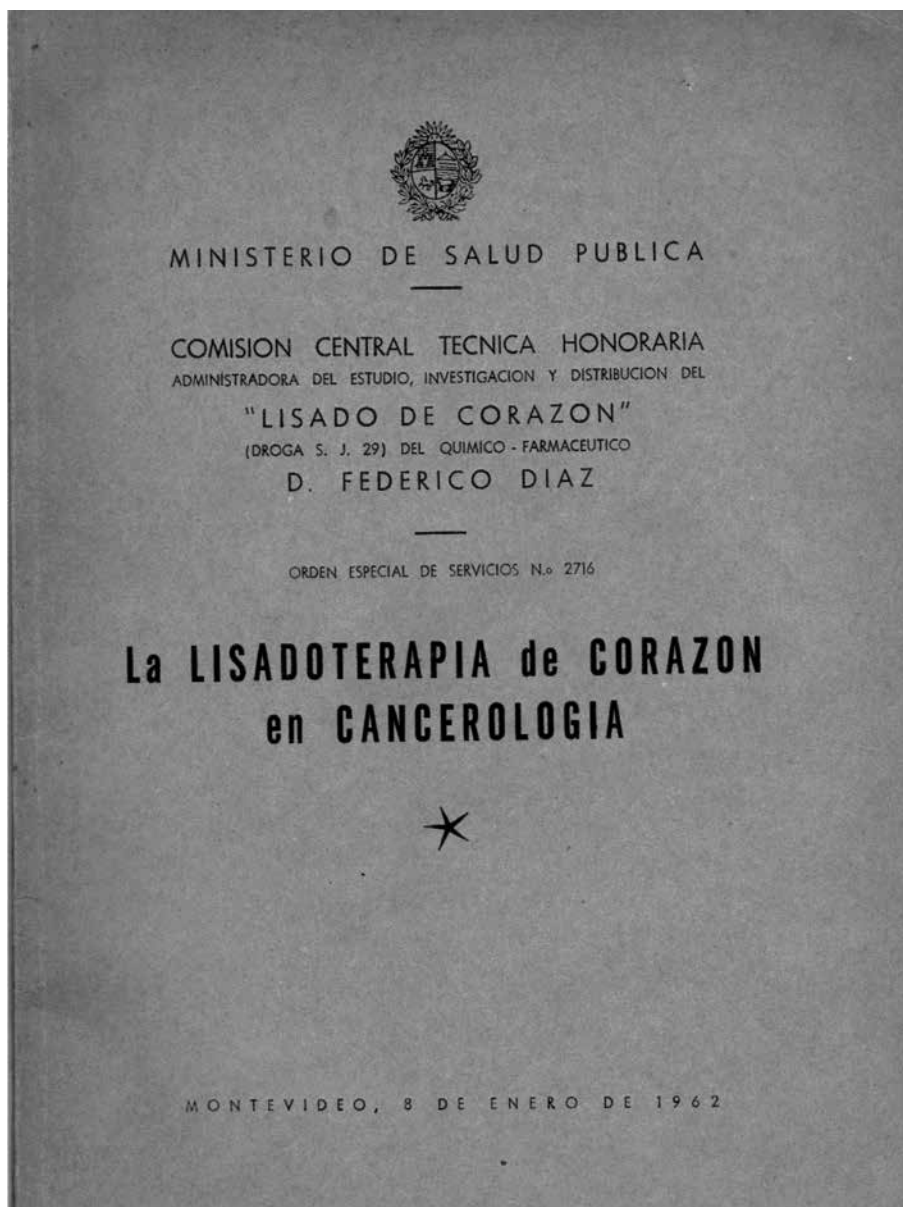 MINISTERIO DE SALUD PUBLICA
COMISION CENTRAL TECNICA HONORARIA
ADMINISTRADORA DEL ESTUDIO, INVESTIGACION Y DISTRIBUCION DEL
"LISADO DE CORAZON"
(DROGA S. J. 29) DEL QUIMICO - FARMACEUTICO
D. FEDERICO DIAZ
ORDEN ESPECIAL DE SERVICIOS N.o 2716
La LISADOTERAPIA de CORAZON
en CANCEROLOGIA
MONTEVIDEO, 8 DE ENERO DE 1962